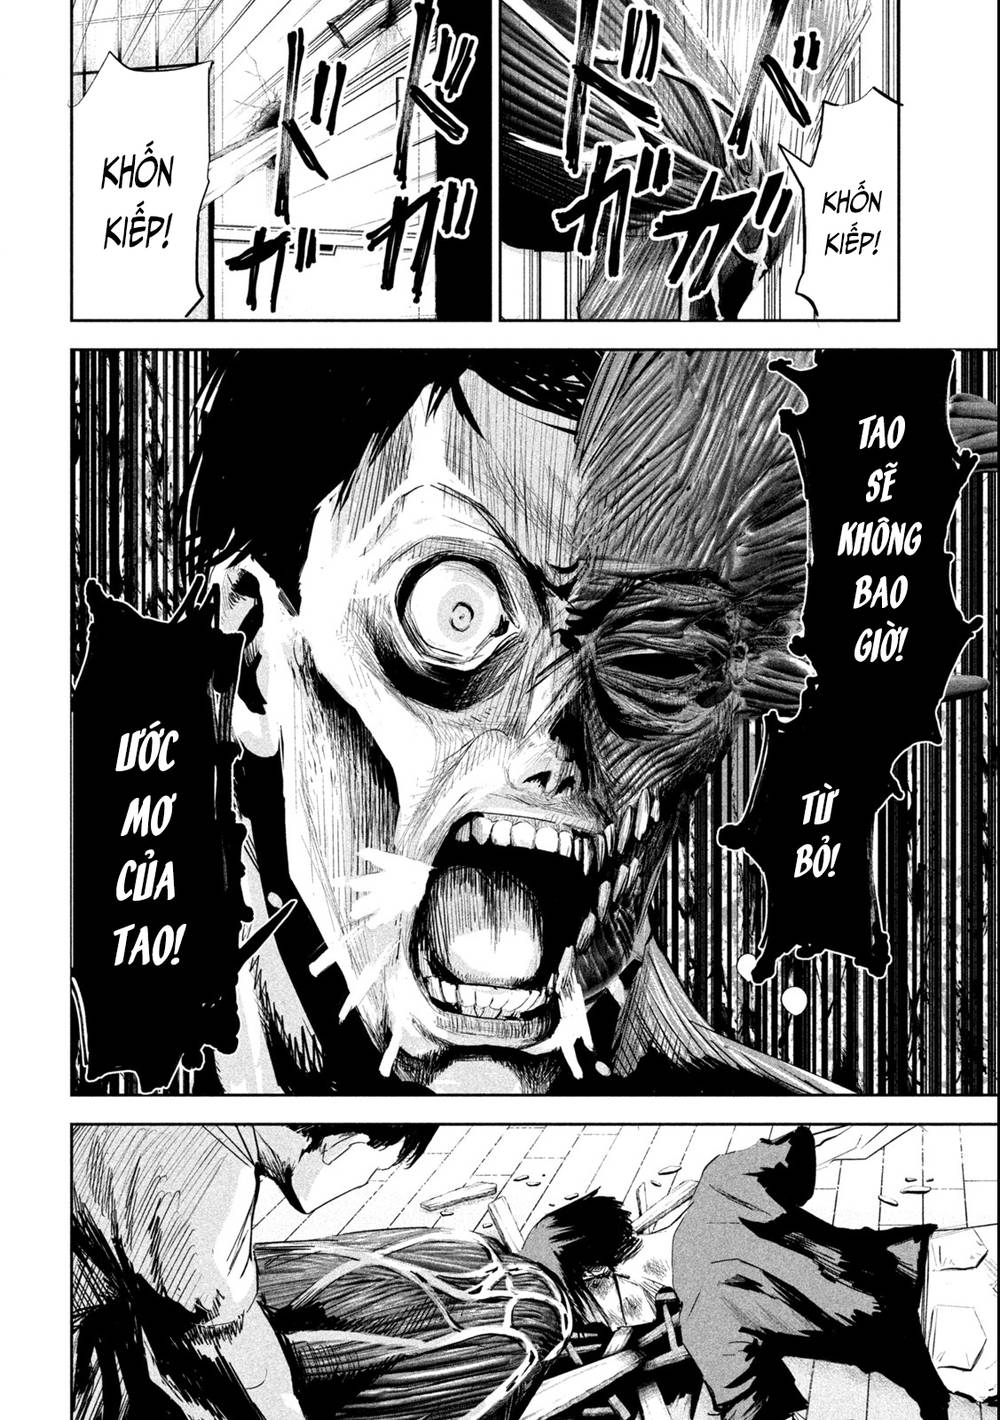 KHỐN
KIẾP!
ガガ
ドド
ガガ
ドド
KHỐN
KIẾP!
TAO
SẼ
KHÔNG
BAO
GIỜ!
TỪ
BỎ!
ƯỚC
MƠ
CỦA
TAO!